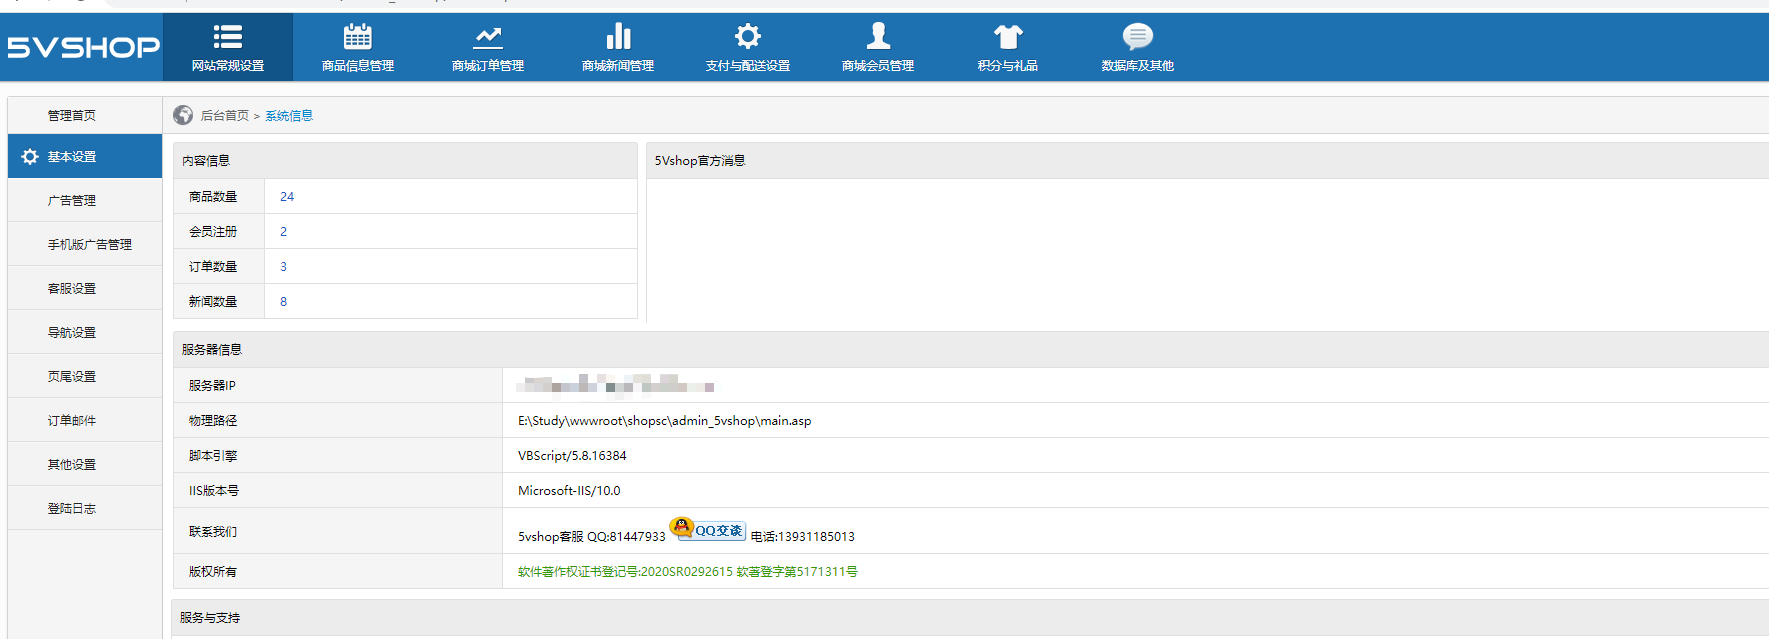 5VSHOP
网站常规设置
商品信息管理
商城订单管理
商城新闻管理
支付与配送设置
商城会员管理
积分与礼品
数据库及其他
管理首页
基本设置
广告管理
手机版广告管理
客服设置
导航设置
页尾设置
订单邮件
其他设置
登陆日志
后台首页 > 系统信息
内容信息
商品数量 24
会员注册 2
订单数量 3
新闻数量 8
5Vshop官方消息
服务器信息
服务器IP
物理路径 E:\Study\wwwroot\shopsc\admin_5vshop\main.asp
脚本引擎 VBScript/5.8.16384
IIS版本号 Microsoft-IIS/10.0
联系我们 5vshop客服 QQ:81447933 QQ交谈 电话:13931185013
版权所有 软件著作权证书登记号:2020SR0292615 软著登字第5171311号
服务与支持